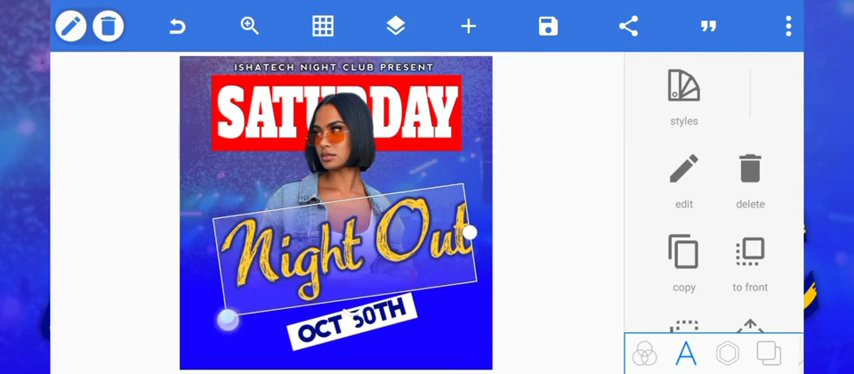 ISHATECH NIGHT CLUB PRESENT
SATURDAY
Night Out
OCT 30TH
styles
edit
delete
copy
to front
A